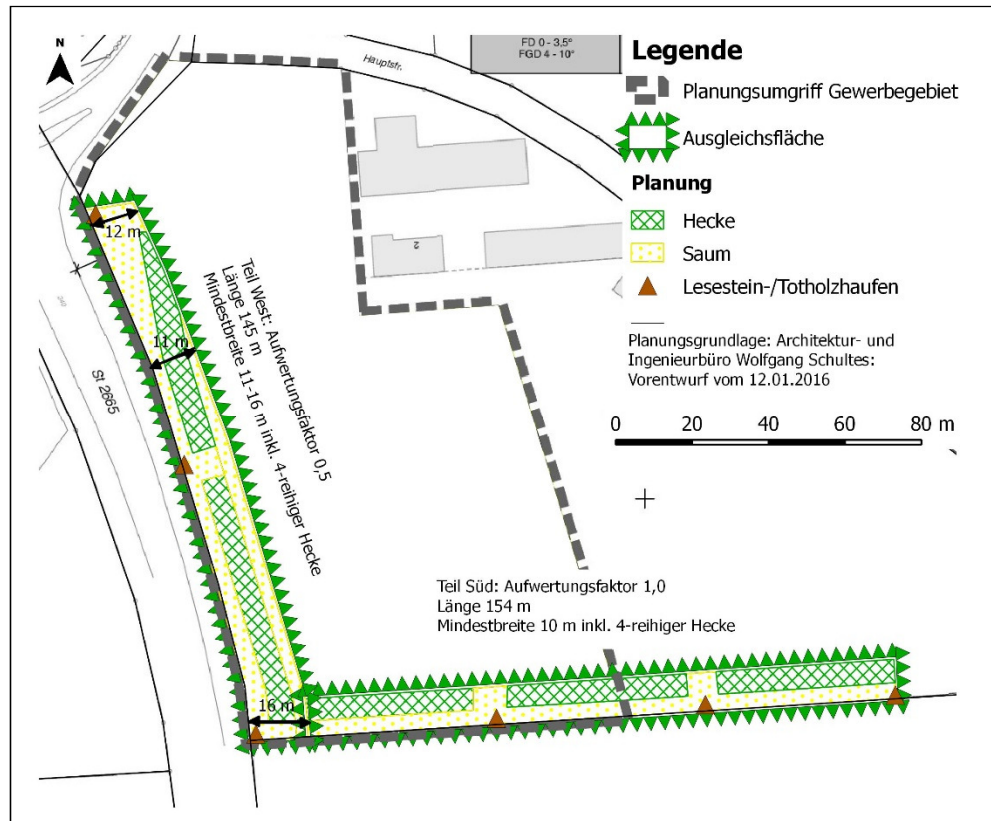 N
Hauptstr.
FD 0 - 3,5°
FGD 4 - 10°
Legende
Planungsumgriff Gewerbegebiet
Ausgleichsfläche
Planung
Hecke
Saum
Lesestein-/Totholzhaufen
Planungsgrundlage: Architektur- und
Ingenieurbüro Wolfgang Schultes:
Vorentwurf vom 12.01.2016
0 20 40 60 80 m
2
12 m
11 m
16 m
St 2665
Teil West: Aufwertungsfaktor 0,5
Länge 145 m
Mindestbreite 11-16 m inkl. 4-reihiger Hecke
Teil Süd: Aufwertungsfaktor 1,0
Länge 154 m
Mindestbreite 10 m inkl. 4-reihiger Hecke